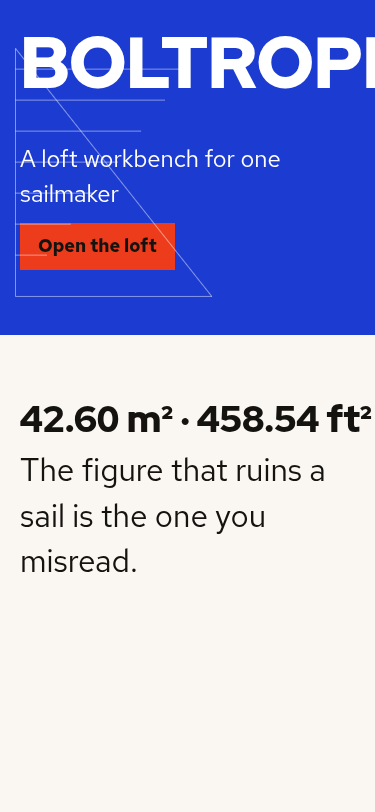 BOLTROP
A loft workbench for one
sailmaker
Open the loft
42.60 m² · 458.54 ft²
The figure that ruins a
sail is the one you
misread.